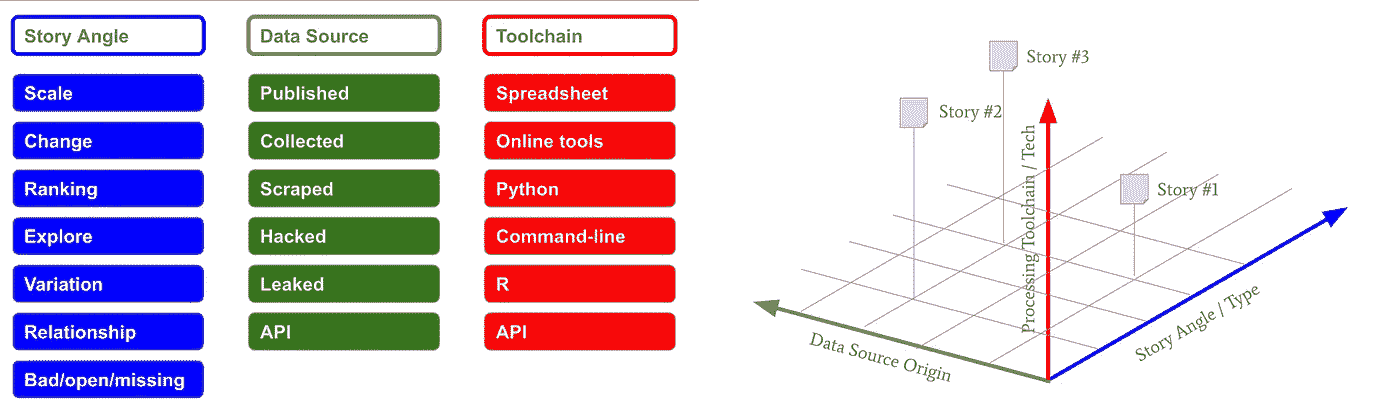 Story Angle
Scale
Change
Ranking
Explore
Variation
Relationship
Bad/open/missing
Data Source
Published
Collected
Scraped
Hacked
Leaked
API
Toolchain
Spreadsheet
Online tools
Python
Command-line
R
API
Story #3
Story #2
Story #1
Processing Toolchain / Tech
Data Source Origin
Story Angle / Type